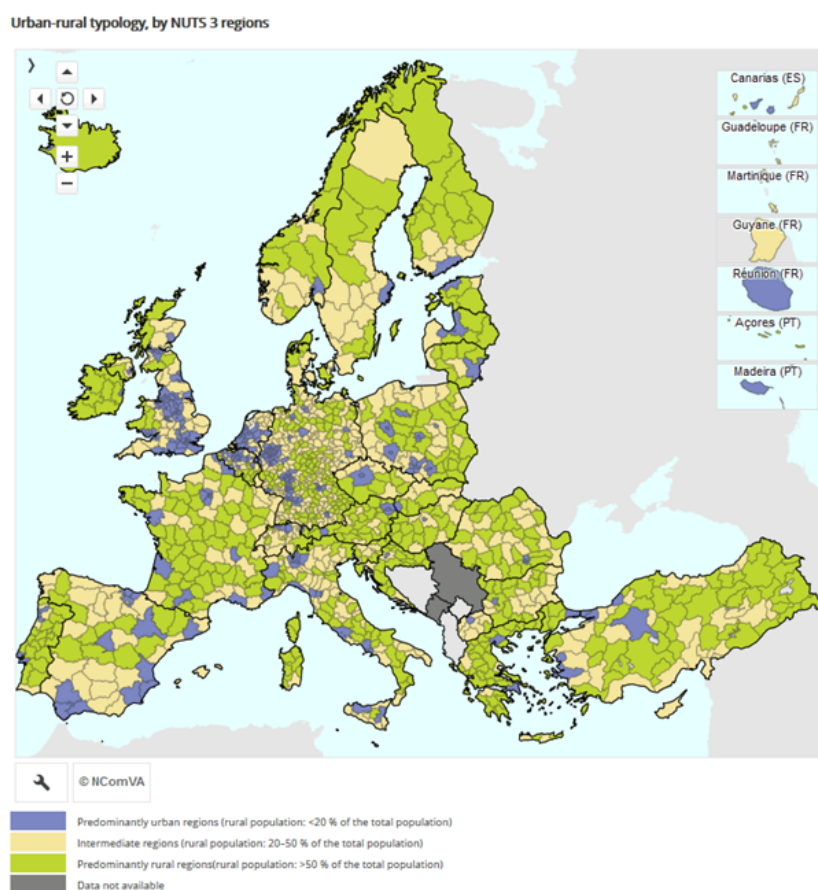 Urban-rural typology, by NUTS 3 regions
Canarias (ES)
Guadeloupe (FR)
Martinique (FR)
Guyane (FR)
Réunion (FR)
Açores (PT)
Madeira (PT)
© NComVA
Predominantly urban regions (rural population: <20 % of the total population)
Intermediate regions (rural population: 20–50 % of the total population)
Predominantly rural regions(rural population: >50 % of the total population)
Data not available